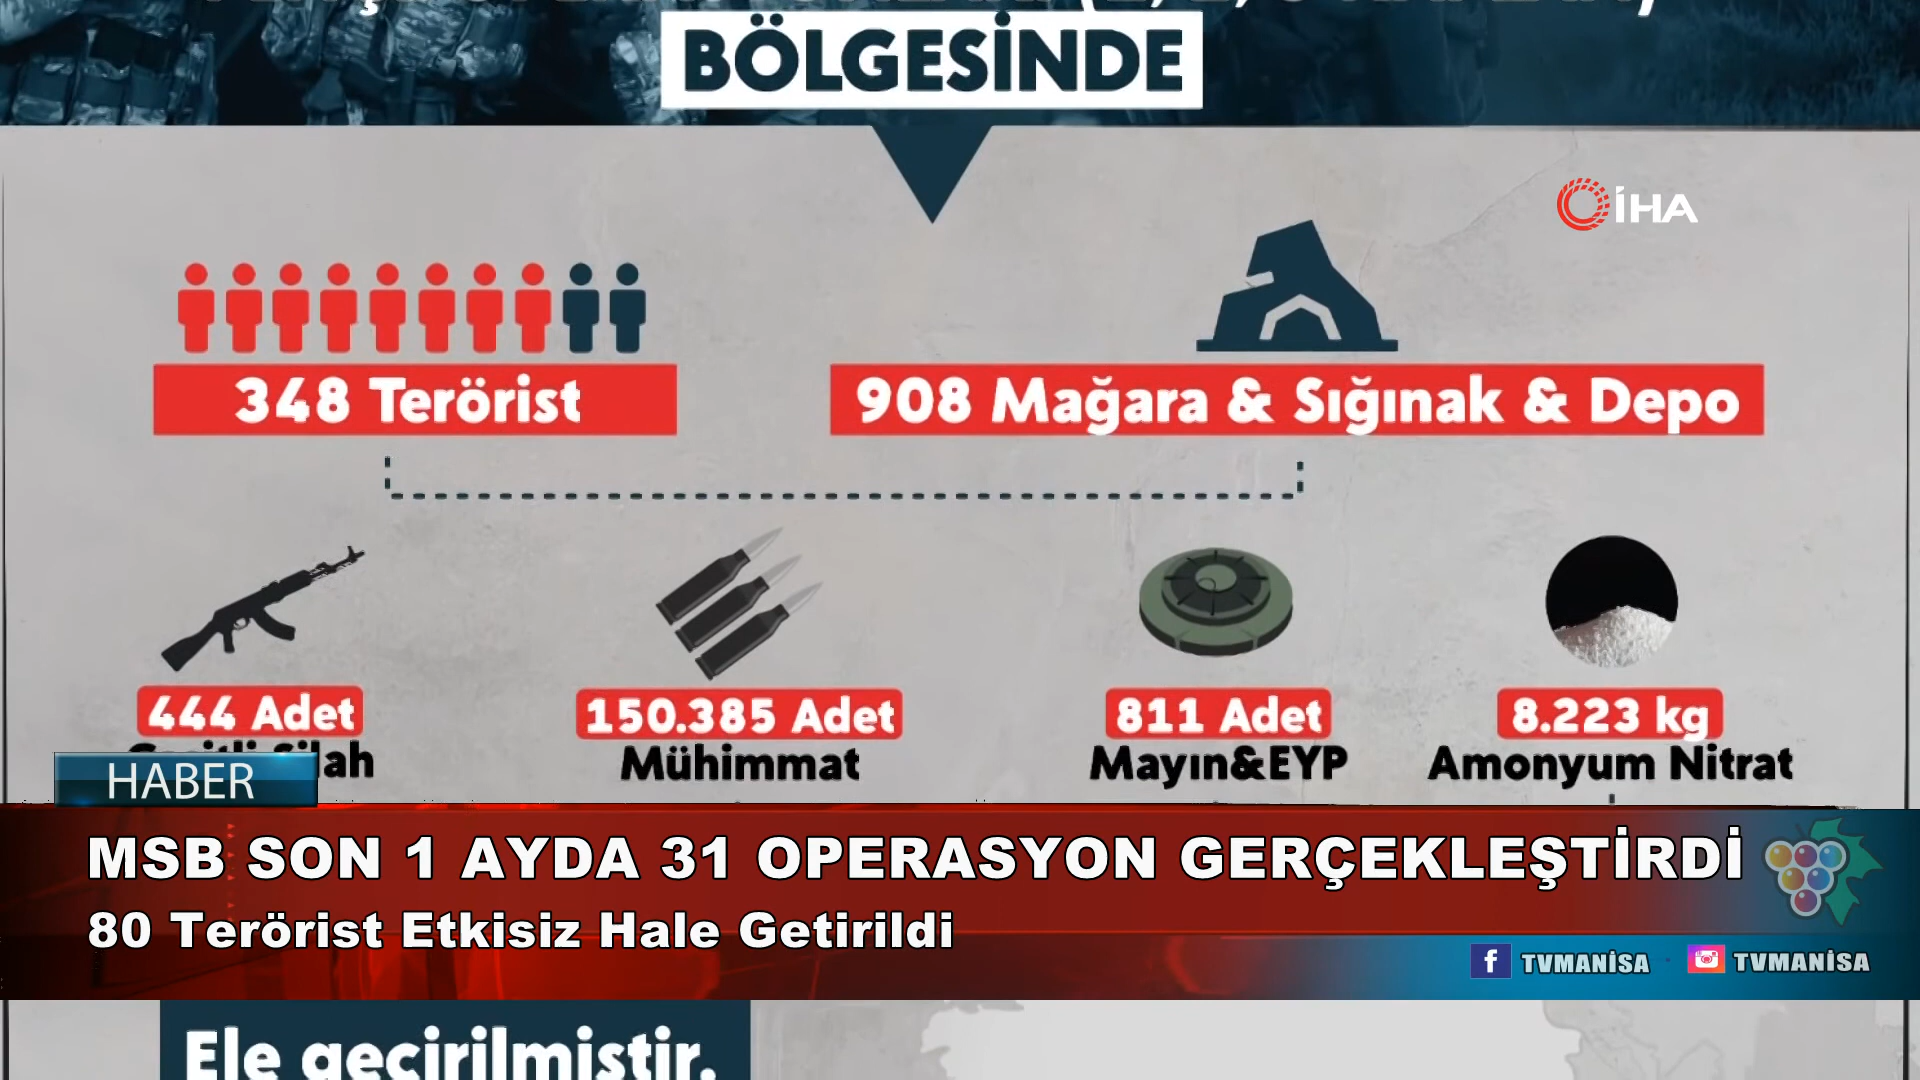 BÖLGESİNDE
İHA
348 Terörist
908 Mağara & Sığınak & Depo
444 Adet
150.385 Adet
811 Adet
8.223 kg
Mühimmat
Mayın&EYP
Amonyum Nitrat
HABER
MSB SON 1 AYDA 31 OPERASYON GERÇEKLEŞTİRDİ
80 Terörist Etkisiz Hale Getirildi
f TVMANİSA
TVMANİSA
Ele geçirilmiştir.